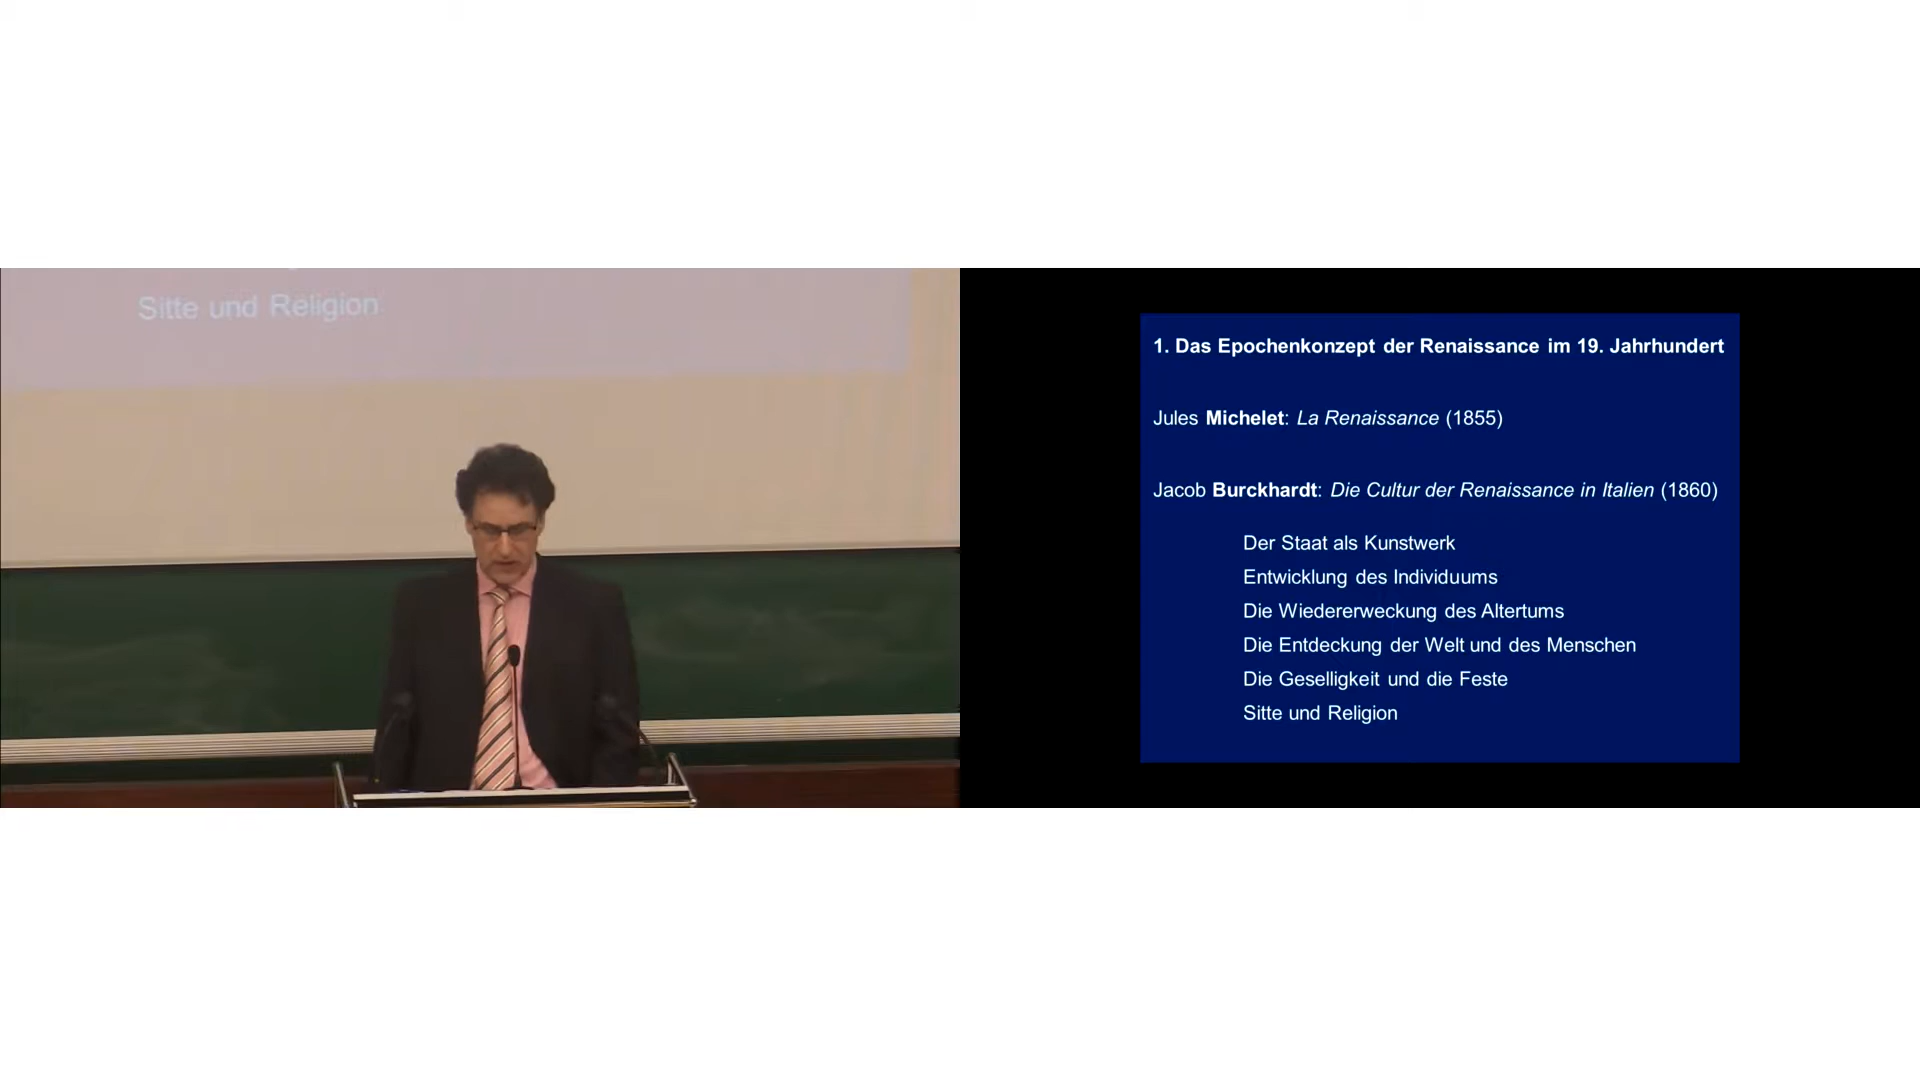 Sitte und Religion
1. Das Epochenkonzept der Renaissance im 19. Jahrhundert
Jules Michelet: La Renaissance (1855)
Jacob Burckhardt: Die Cultur der Renaissance in Italien (1860)
Der Staat als Kunstwerk
Entwicklung des Individuums
Die Wiedererweckung des Altertums
Die Entdeckung der Welt und des Menschen
Die Geselligkeit und die Feste
Sitte und Religion